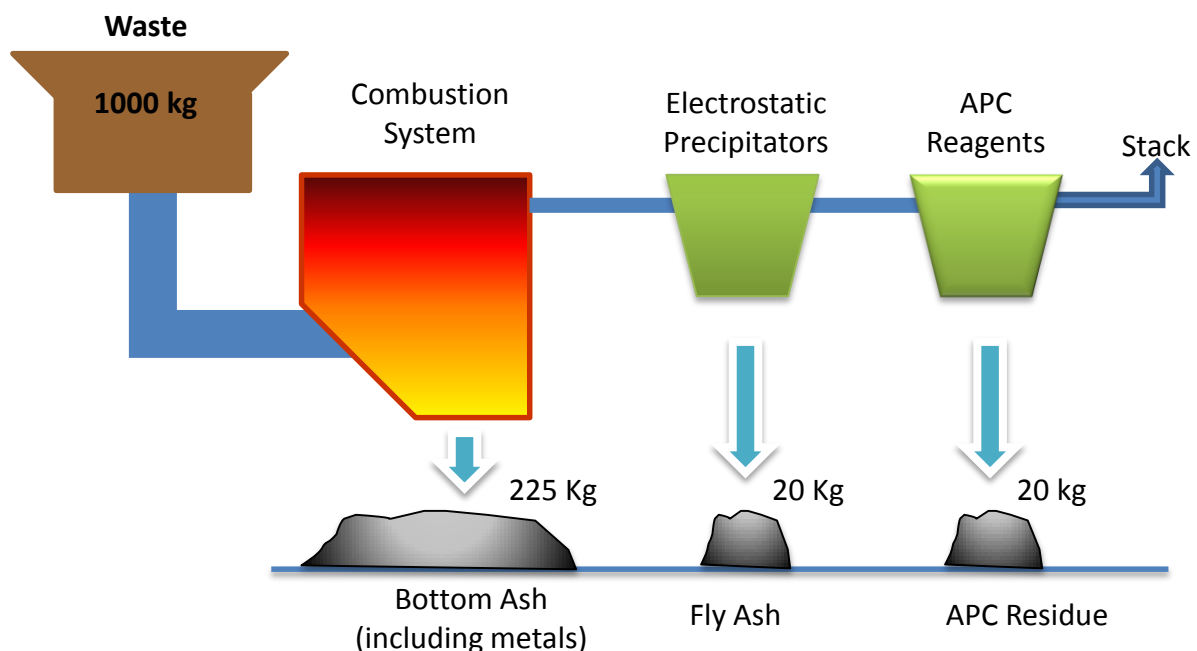 Waste
1000 kg
Combustion
System
Electrostatic
Precipitators
APC
Reagents
Stack
225 Kg
20 Kg
20 kg
Bottom Ash
(including metals)
Fly Ash
APC Residue